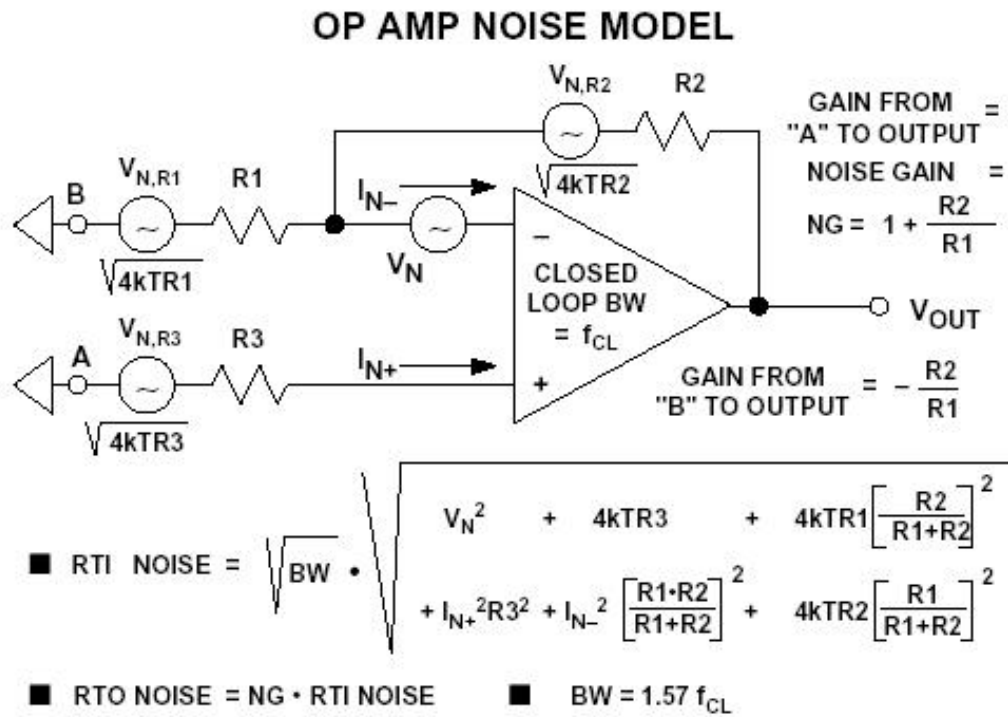 OP AMP NOISE MODEL
V_N,R2
R2
√4kTR2
GAIN FROM
"A" TO OUTPUT =
NOISE GAIN =
NG = 1 + R2/R1
B
V_N,R1
R1
√4kTR1
I_N–
V_N
–
CLOSED
LOOP BW
= f_CL
+
V_OUT
A
V_N,R3
R3
√4kTR3
I_N+
GAIN FROM
"B" TO OUTPUT = – R2/R1
■ RTI NOISE = √BW • √
V_N² + 4kTR3 + 4kTR1[R2/R1+R2]²
+ I_N+²R3² + I_N–²[R1•R2/R1+R2]² + 4kTR2[R1/R1+R2]²
■ RTO NOISE = NG • RTI NOISE
■ BW = 1.57 f_CL